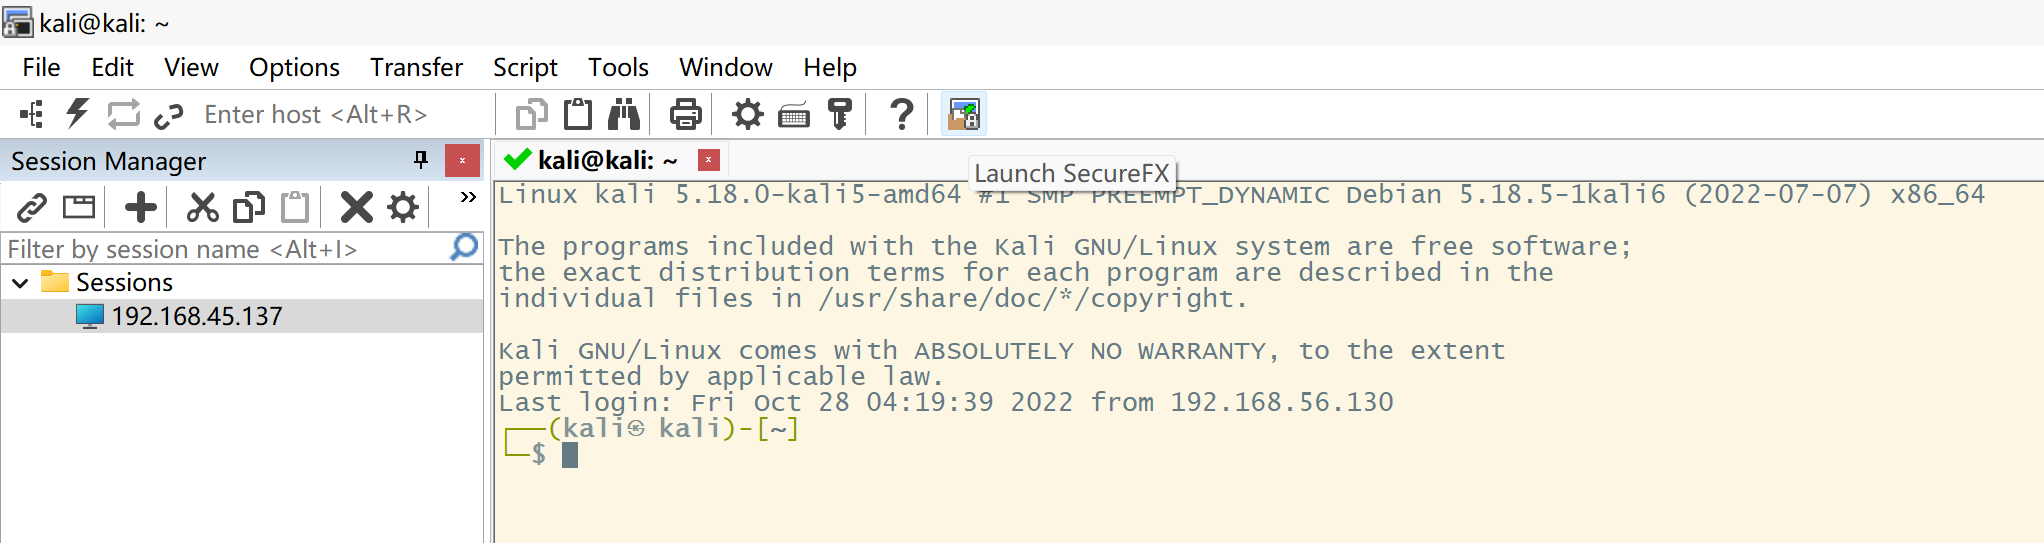 kali@kali: ~
File Edit View Options Transfer Script Tools Window Help
Enter host <Alt+R>
Session Manager
kali@kali: ~
Launch SecureFX
Filter by session name <Alt+I>
Sessions
192.168.45.137
Linux kali 5.18.0-kali5-amd64 #1 SMP PREEMPT_DYNAMIC Debian 5.18.5-1kali6 (2022-07-07) x86_64
The programs included with the Kali GNU/Linux system are free software;
the exact distribution terms for each program are described in the
individual files in /usr/share/doc/*/copyright.
Kali GNU/Linux comes with ABSOLUTELY NO WARRANTY, to the extent
permitted by applicable law.
Last login: Fri Oct 28 04:19:39 2022 from 192.168.56.130
┌──(kali㉿ kali)-[~]
└─$